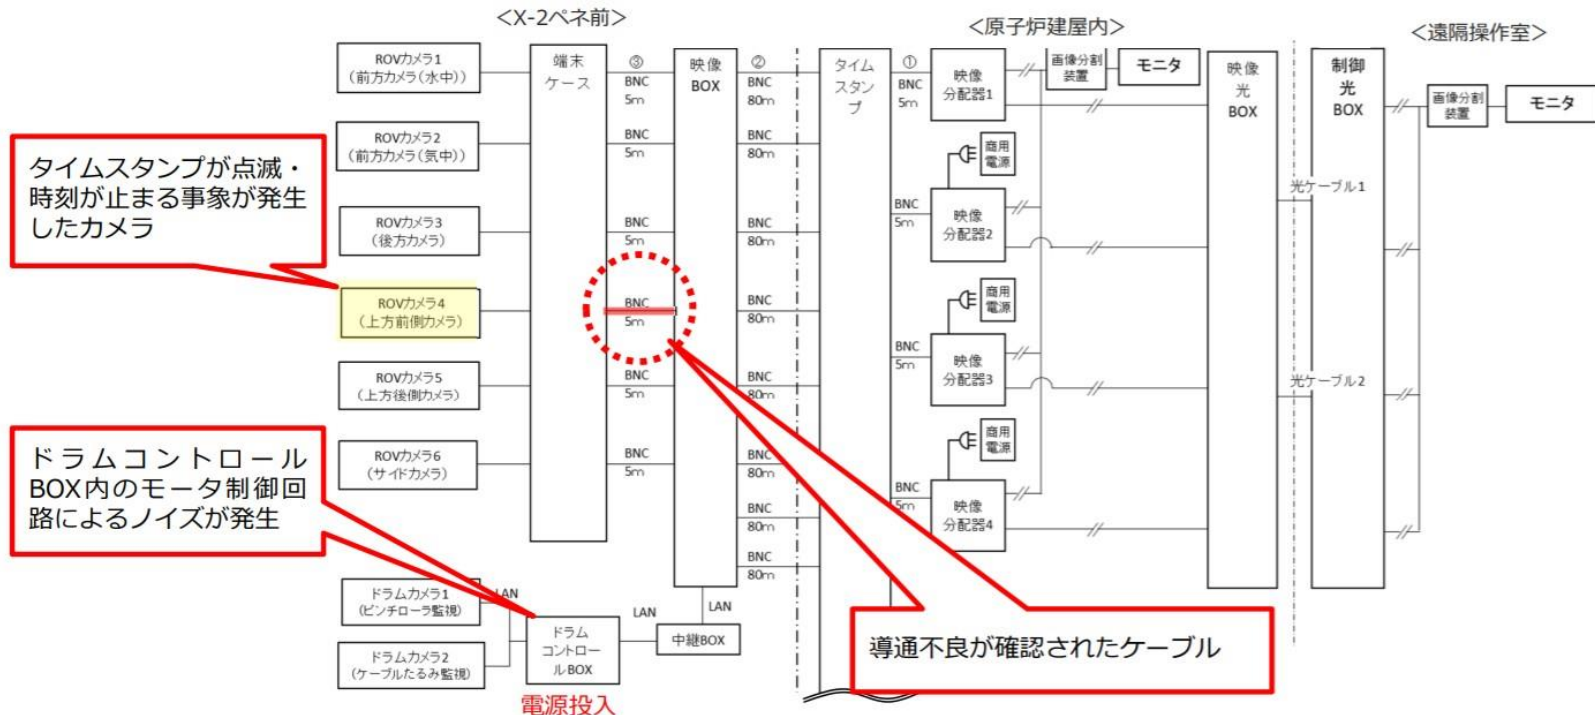 ＜X-2ペネ前＞
＜原子炉建屋内＞
＜遠隔操作室＞
ROVカメラ1
(前方カメラ(水中))
ROVカメラ2
(前方カメラ(気中))
ROVカメラ3
(後方カメラ)
ROVカメラ4
(上方前側カメラ)
ROVカメラ5
(上方後側カメラ)
ROVカメラ6
(サイドカメラ)
タイムスタンプが点滅・
時刻が止まる事象が発生
したカメラ
ドラムコントロール
BOX内のモータ制御回
路によるノイズが発生
ドラムカメラ1
(ピンチローラ監視)
ドラムカメラ2
(ケーブルたるみ監視)
LAN
ドラム
コントロー
ルBOX
電源投入
LAN
中継BOX
LAN
端末
ケース
③
BNC
5m
BNC
5m
BNC
5m
BNC
5m
BNC
5m
BNC
5m
映像
BOX
②
BNC
80m
BNC
80m
BNC
80m
BNC
80m
BNC
80m
BNC
80m
BNC
80m
BNC
80m
タイム
スタン
プ
①
BNC
5m
BNC
5m
BNC
5m
BNC
5m
映像
分配器1
商用
電源
映像
分配器2
商用
電源
映像
分配器3
商用
電源
映像
分配器4
画像分割
装置
モニタ
映像
光
BOX
光ケーブル1
光ケーブル2
制御
光
BOX
画像分割
装置
モニタ
導通不良が確認されたケーブル